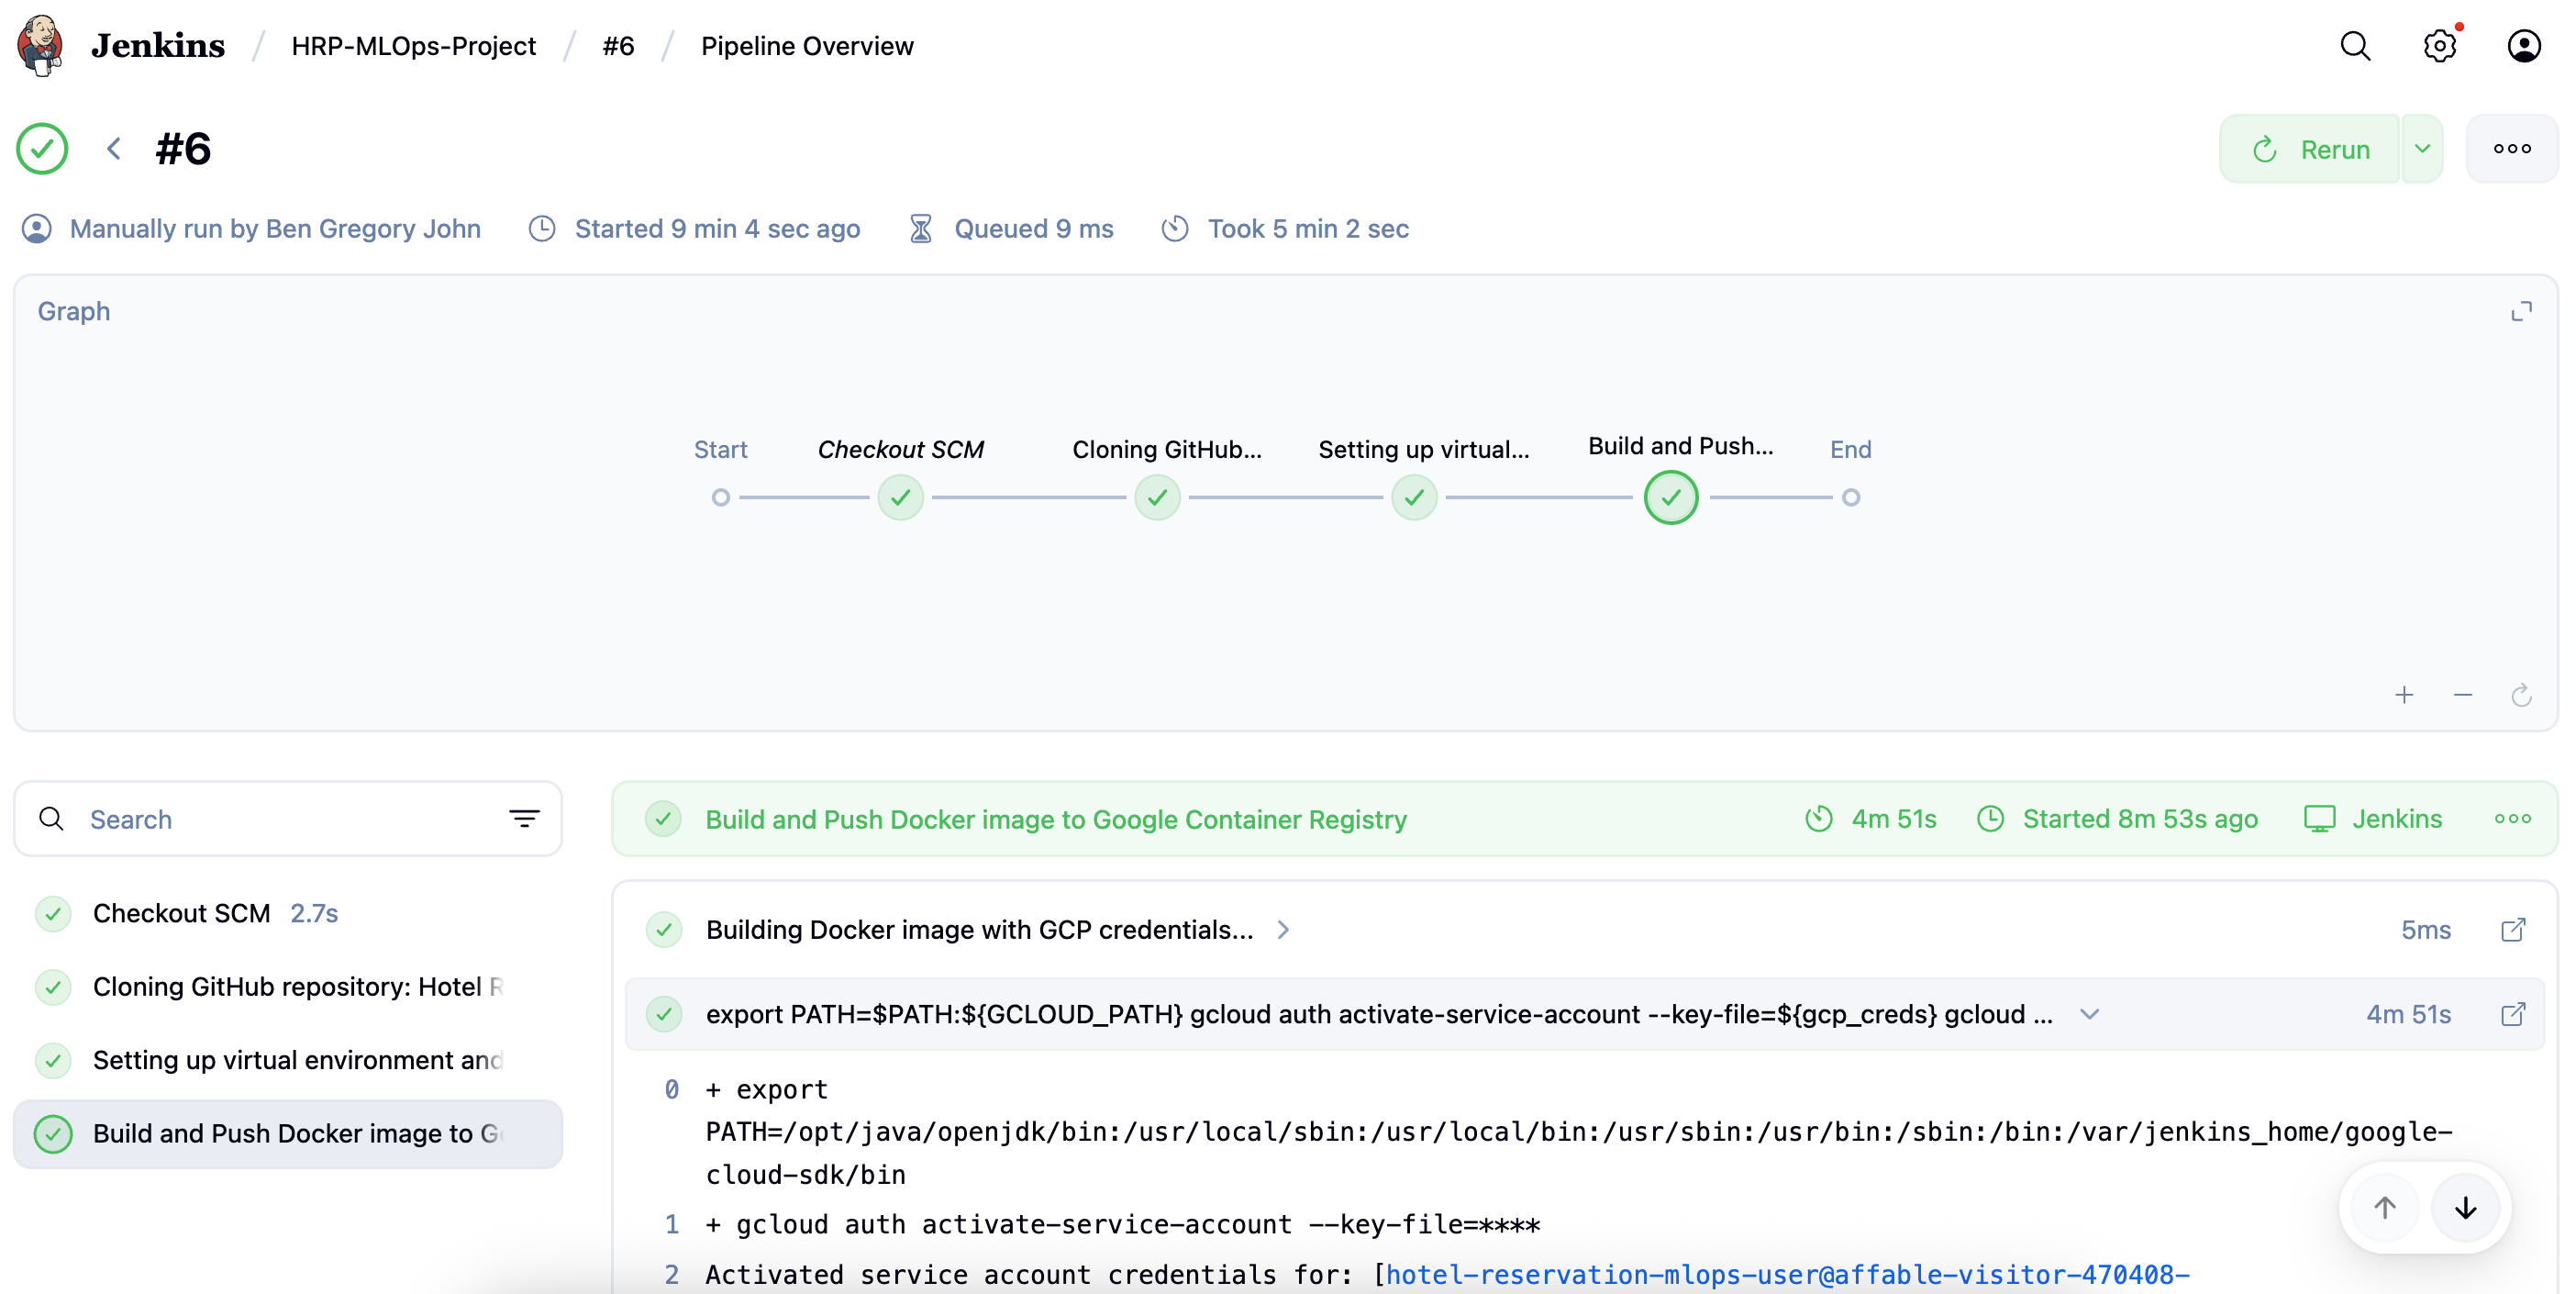 Jenkins / HRP-MLOps-Project / #6 / Pipeline Overview
#6
Rerun
Manually run by Ben Gregory John Started 9 min 4 sec ago Queued 9 ms Took 5 min 2 sec
Graph
Start Checkout SCM Cloning GitHub... Setting up virtual... Build and Push... End
Search
Checkout SCM 2.7s
Cloning GitHub repository: Hotel
Setting up virtual environment and
Build and Push Docker image to
Build and Push Docker image to Google Container Registry 4m 51s Started 8m 53s ago Jenkins
Building Docker image with GCP credentials... 5ms
export PATH=$PATH:${GCLOUD_PATH} gcloud auth activate-service-account --key-file=${gcp_creds} gcloud ... 4m 51s
0 + export
PATH=/opt/java/openjdk/bin:/usr/local/sbin:/usr/local/bin:/usr/sbin:/usr/bin:/sbin:/bin:/var/jenkins_home/google-
cloud-sdk/bin
1 + gcloud auth activate-service-account --key-file=****
2 Activated service account credentials for: [hotel-reservation-mlops-user@affable-visitor-470408-